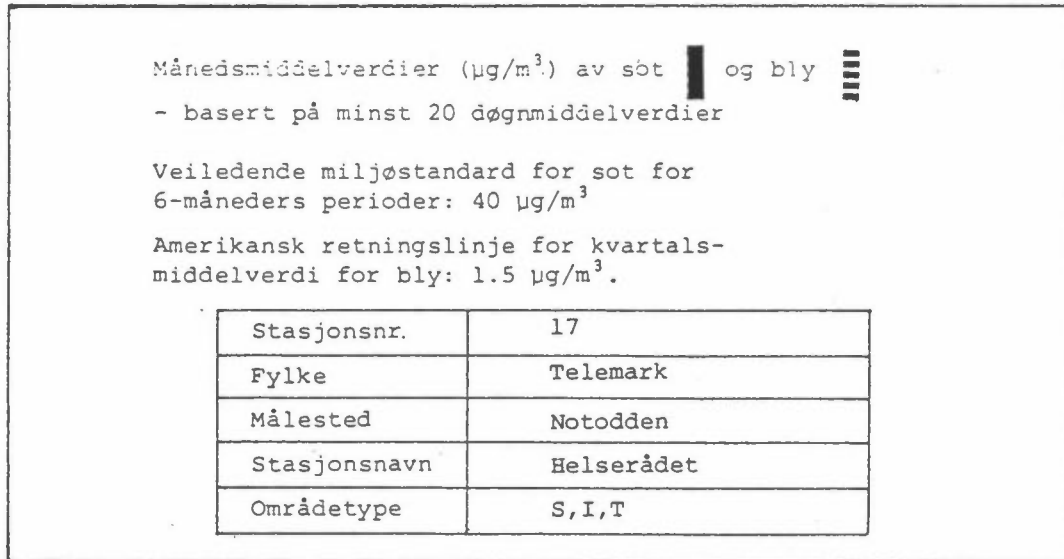 Månedsmiddelverdier (µg/m³) av sot og bly
- basert på minst 20 døgnmiddelverdier
Veiledende miljøstandard for sot for
6-måneders perioder: 40 µg/m³
Amerikansk retningslinje for kvartals-
middelverdi for bly: 1.5 µg/m³.
Stasjonsnr. 17
Fylke Telemark
Målested Notodden
Stasjonsnavn Helserådet
Områdetype S,I,T